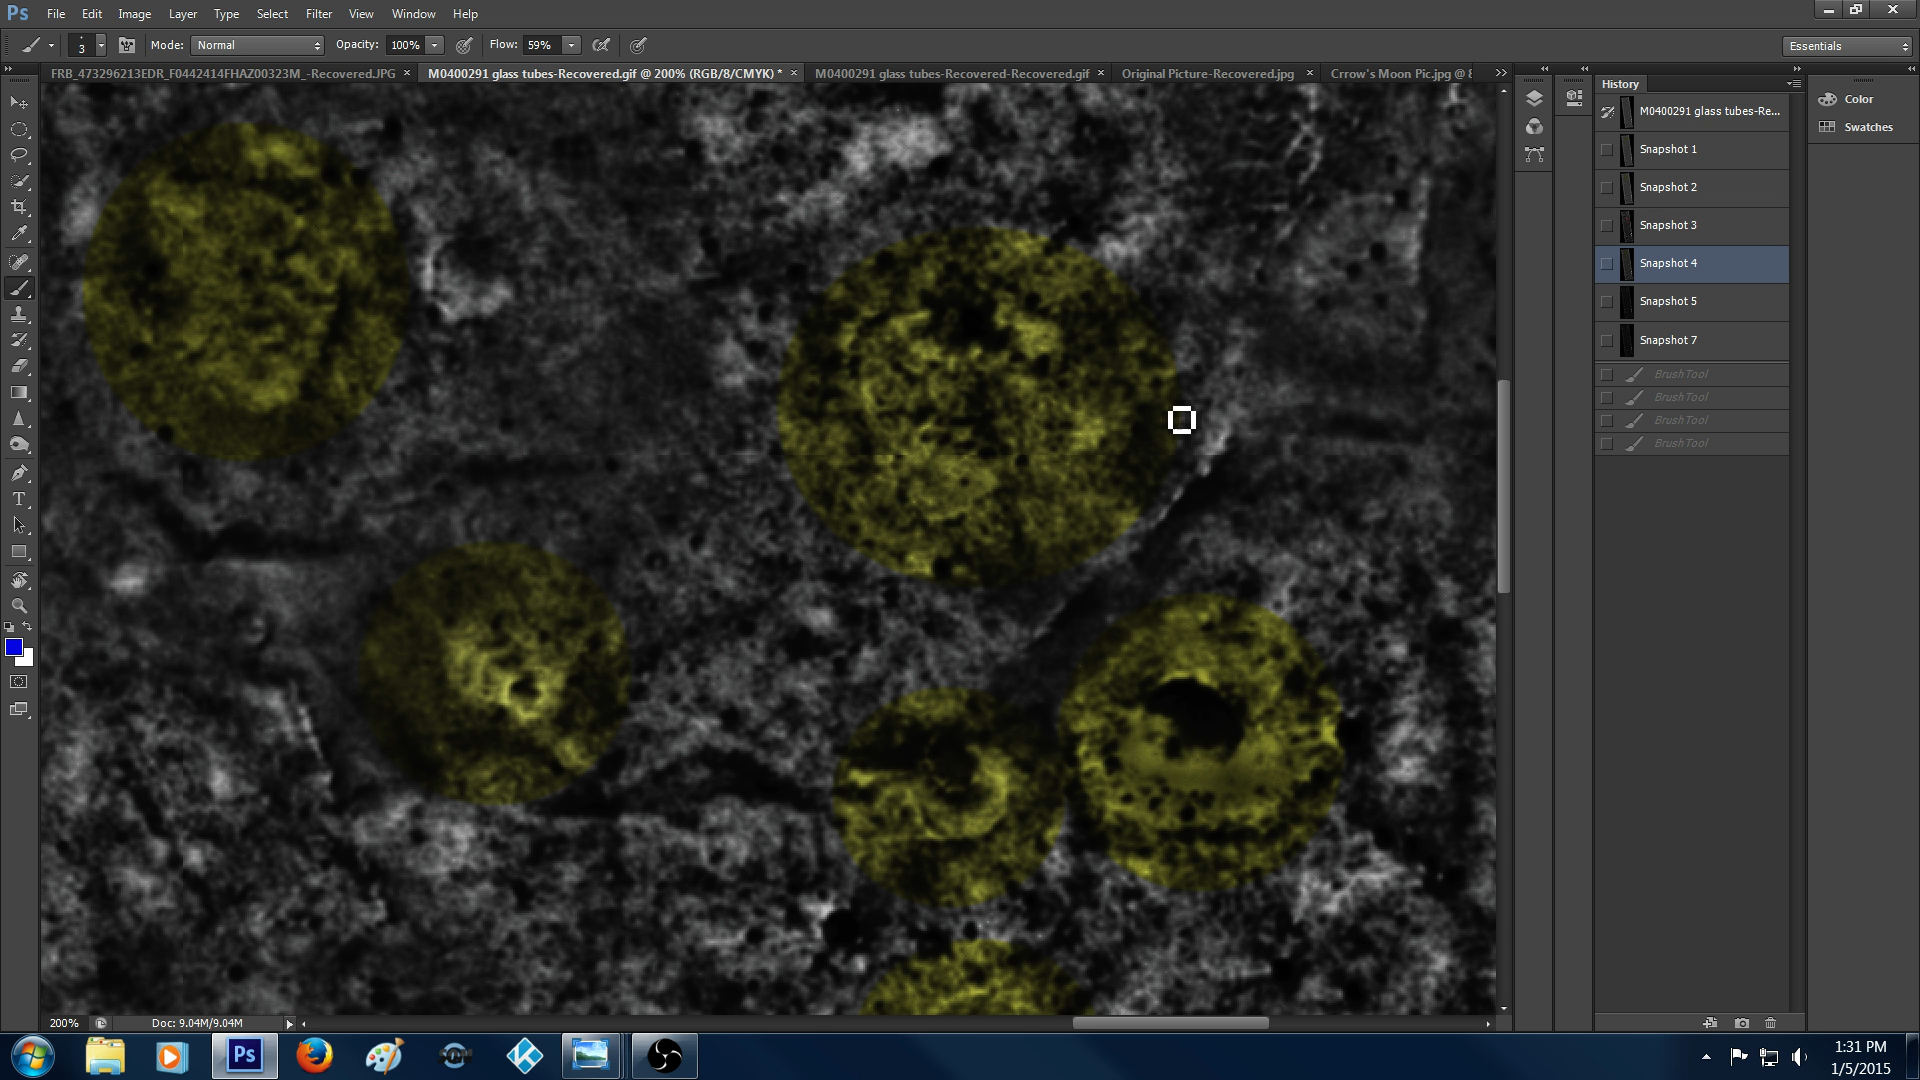 Ps File Edit Image Layer Type Select Filter View Window Help
3 Mode: Normal Opacity: 100% Flow: 59% Essentials
FRB_473296213EDR_F0442414FHAZ00323M_-Recovered.JPG × M0400291 glass tubes-Recovered.gif @ 200% (RGB/8/CMYK) * × M0400291 glass tubes-Recovered-Recovered.gif × Original Picture-Recovered.jpg × Crrow's Moon Pic.jpg @ 8
History
M0400291 glass tubes-Re...
Snapshot 1
Snapshot 2
Snapshot 3
Snapshot 4
Snapshot 5
Snapshot 7
Brush Tool
Brush Tool
Brush Tool
Brush Tool
Color
Swatches
200% Doc: 9.04M/9.04M
Ps
1:31 PM
1/5/2015